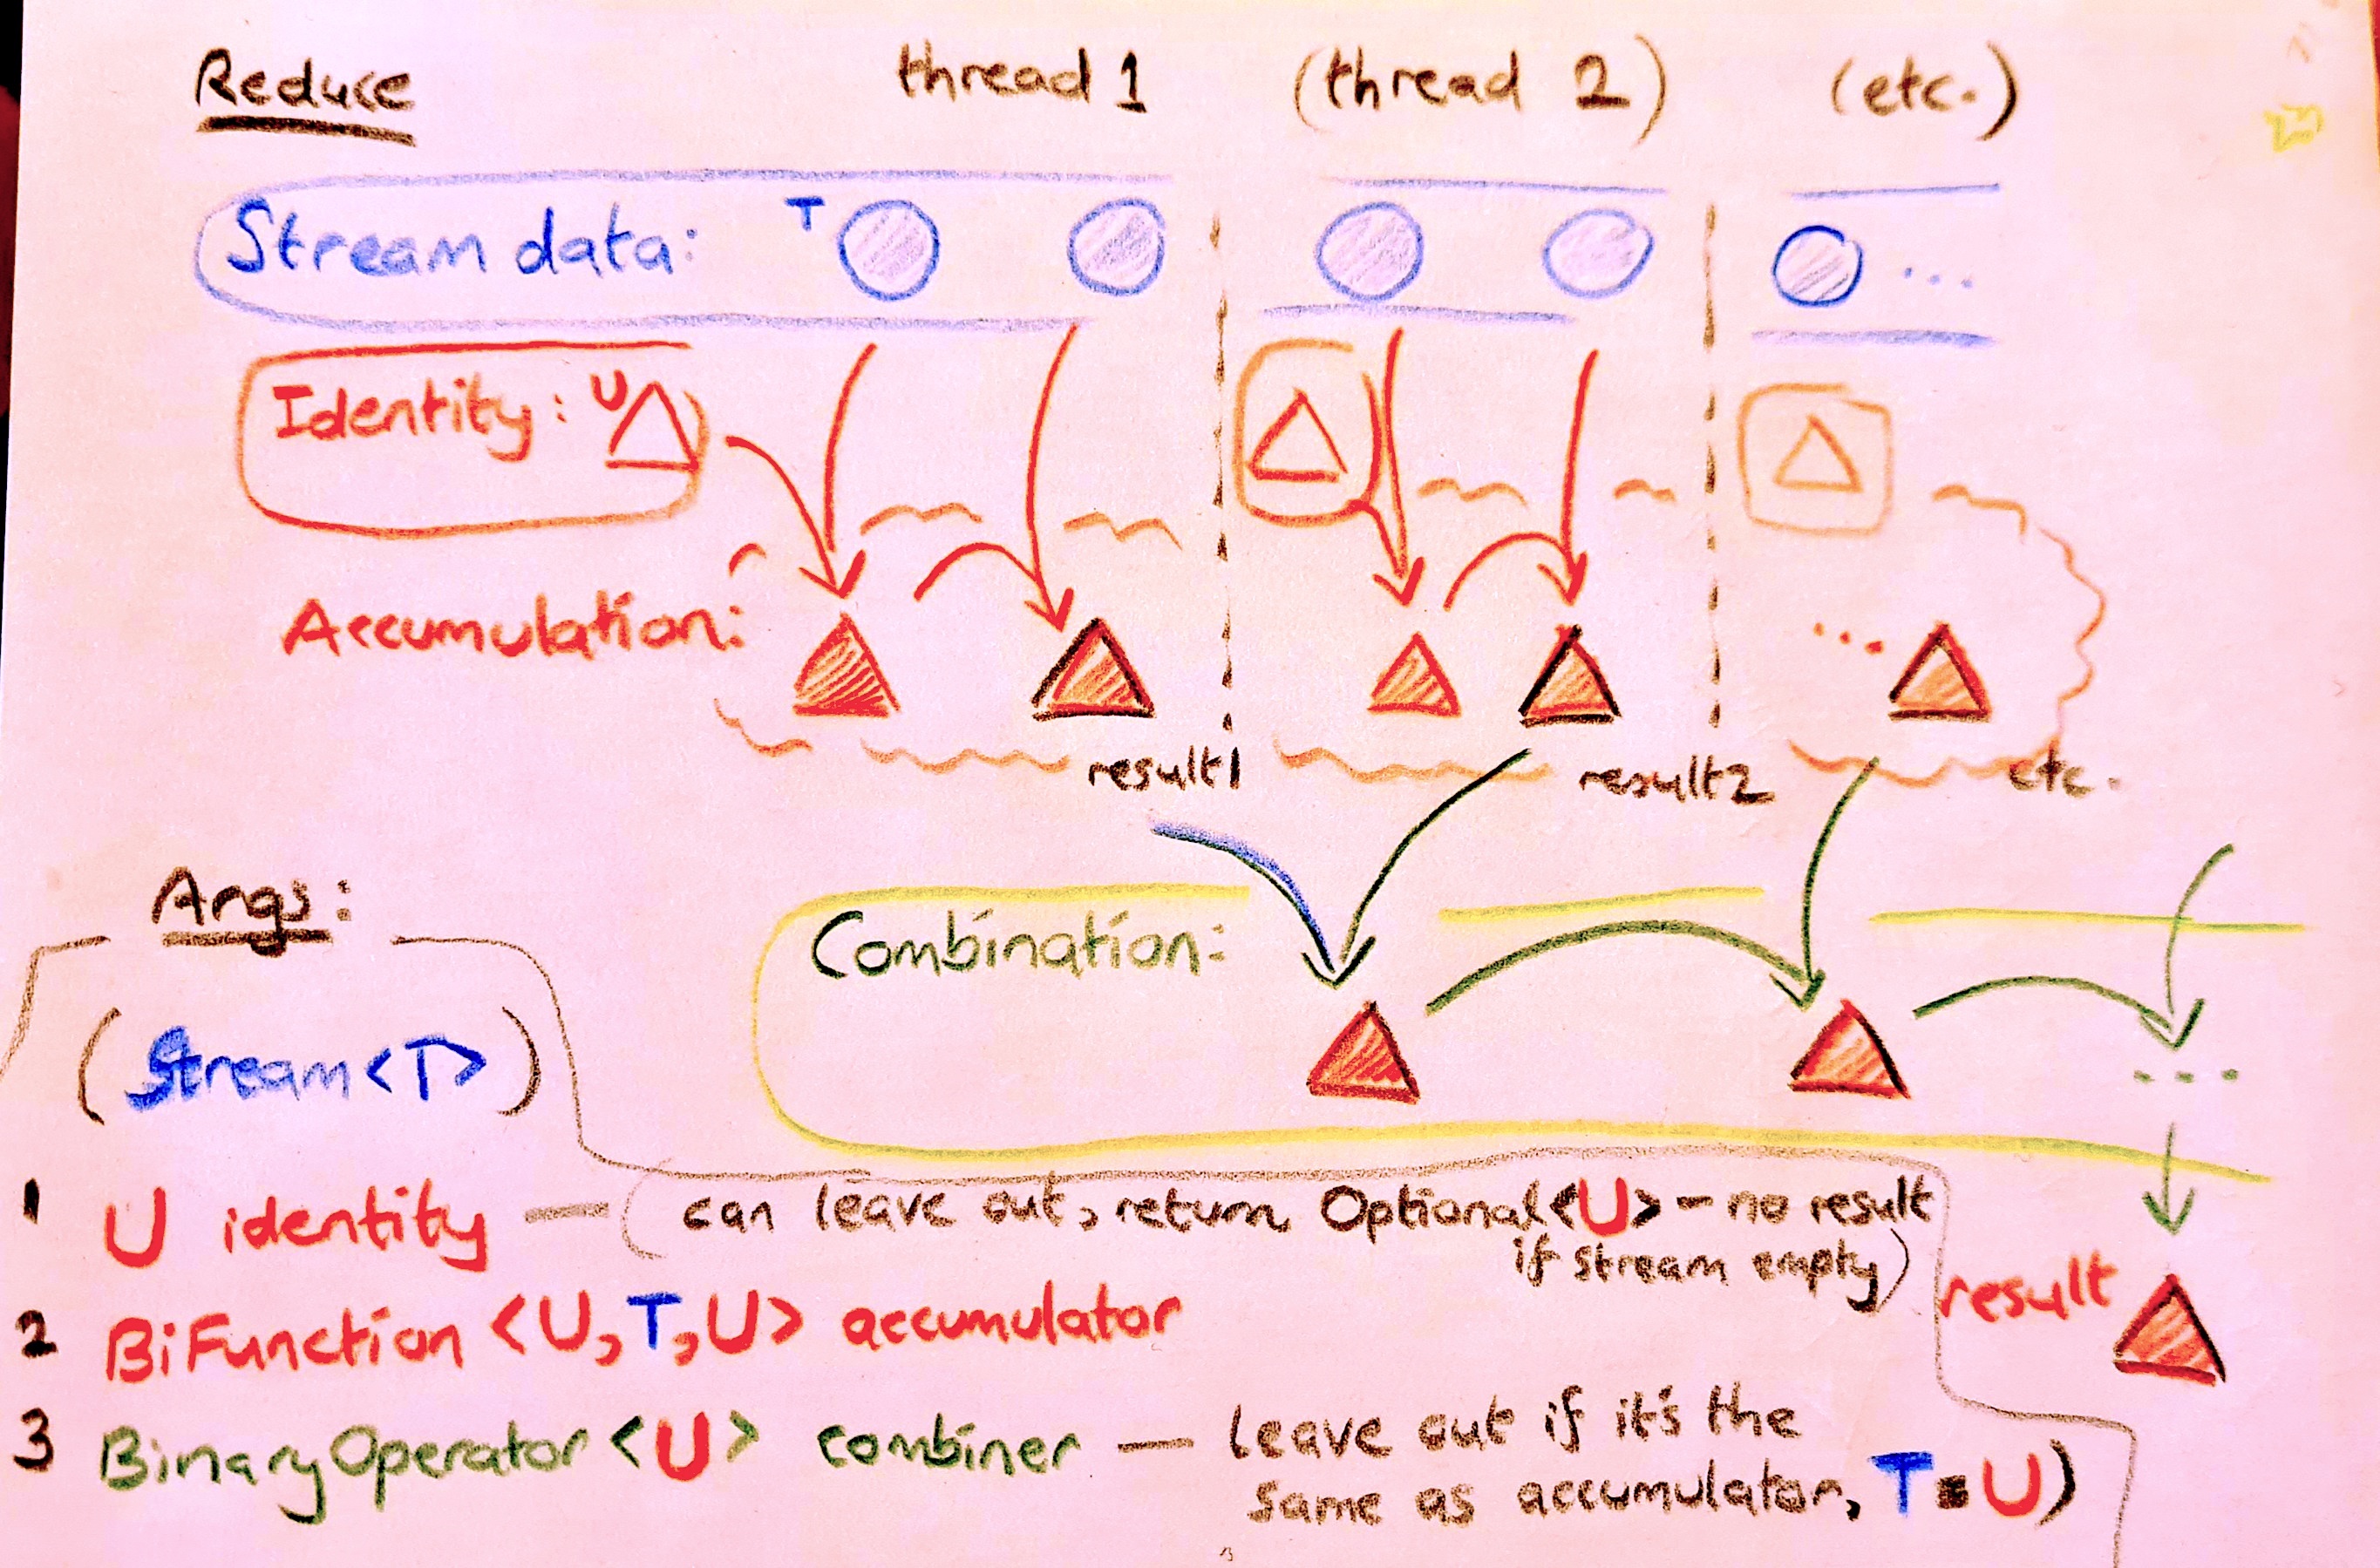 Reduce thread 1 (thread 2) (etc.)
Stream data: T ...
Identity: U
Accumulation: ...
result1 result2 etc.
Args:
Combination:
(Stream<T>)
...
1 U identity — (can leave out, return Optional<U> — no result
if stream empty)
result
2 BiFunction <U,T,U> accumulator
3 BinaryOperator <U> combiner — leave out if it's the
same as accumulator, T=U)